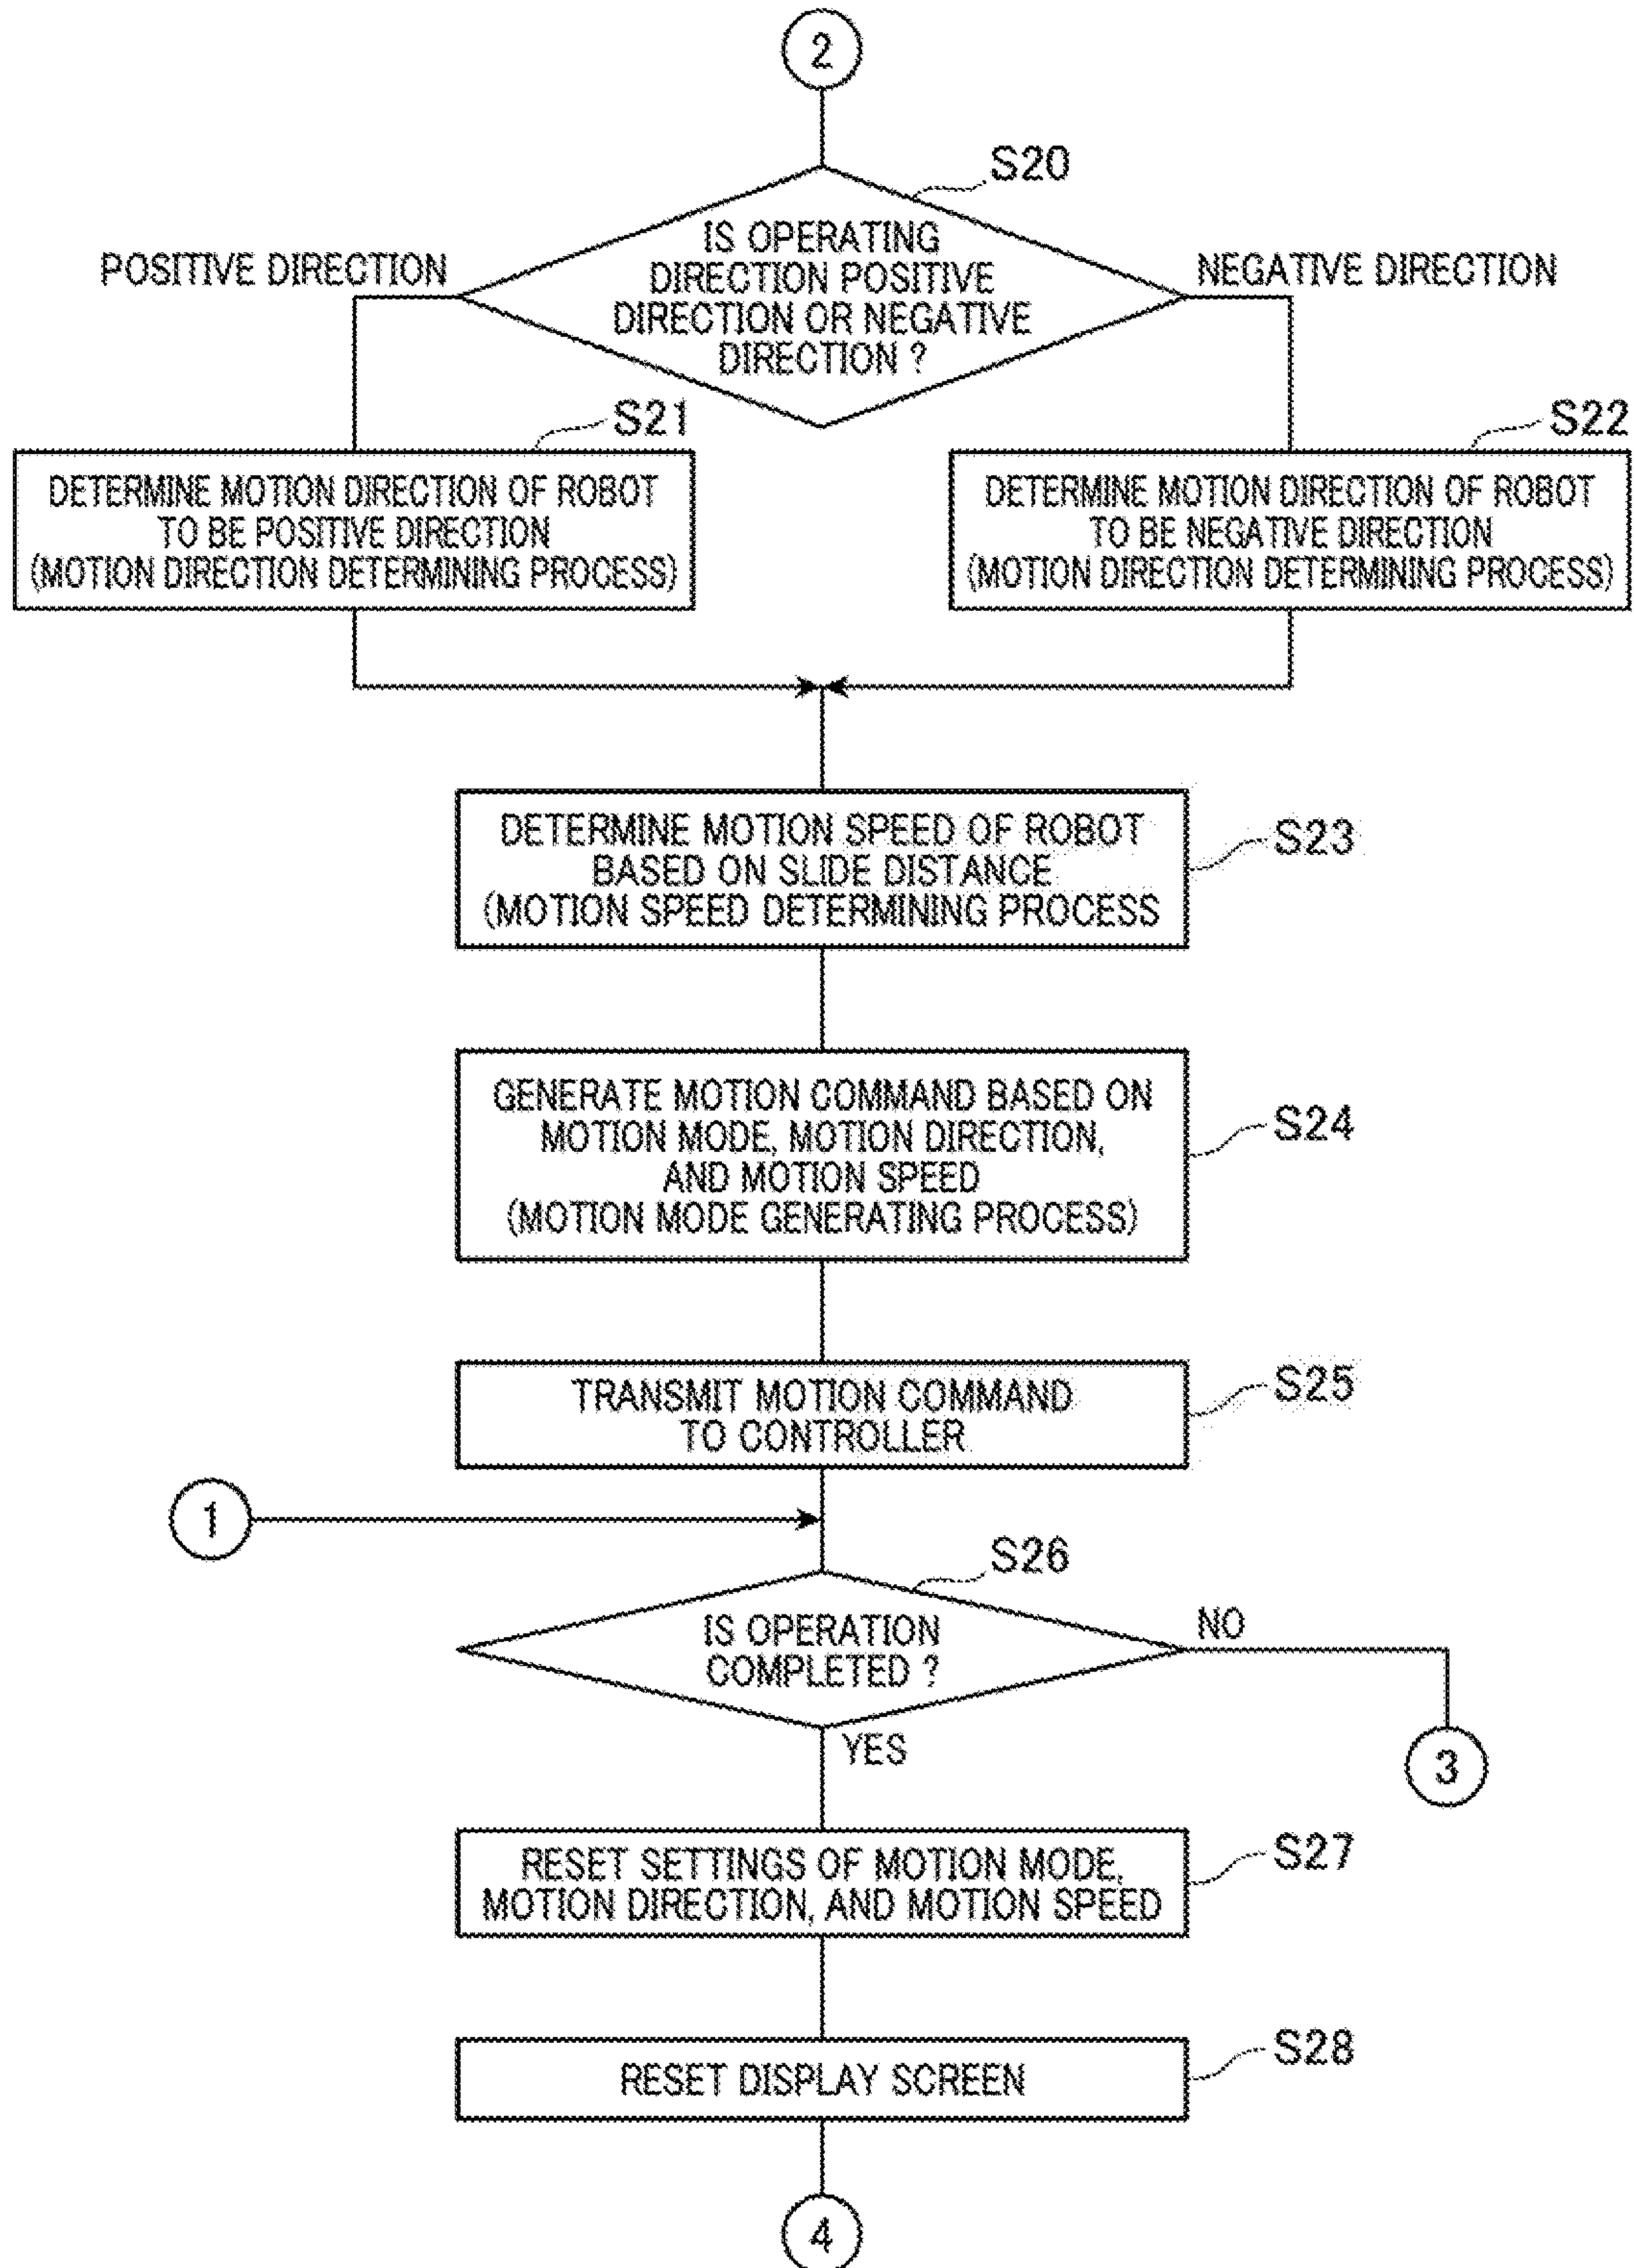 2
S20
IS OPERATING
DIRECTION POSITIVE
DIRECTION OR NEGATIVE
DIRECTION ?
POSITIVE DIRECTION
NEGATIVE DIRECTION
S21
DETERMINE MOTION DIRECTION OF ROBOT
TO BE POSITIVE DIRECTION
(MOTION DIRECTION DETERMINING PROCESS)
S22
DETERMINE MOTION DIRECTION OF ROBOT
TO BE NEGATIVE DIRECTION
(MOTION DIRECTION DETERMINING PROCESS)
DETERMINE MOTION SPEED OF ROBOT
BASED ON SLIDE DISTANCE
(MOTION SPEED DETERMINING PROCESS
S23
GENERATE MOTION COMMAND BASED ON
MOTION MODE, MOTION DIRECTION,
AND MOTION SPEED
(MOTION MODE GENERATING PROCESS)
S24
TRANSMIT MOTION COMMAND
TO CONTROLLER
S25
1
S26
IS OPERATION
COMPLETED ?
NO
YES
3
RESET SETTINGS OF MOTION MODE,
MOTION DIRECTION, AND MOTION SPEED
S27
RESET DISPLAY SCREEN
S28
4